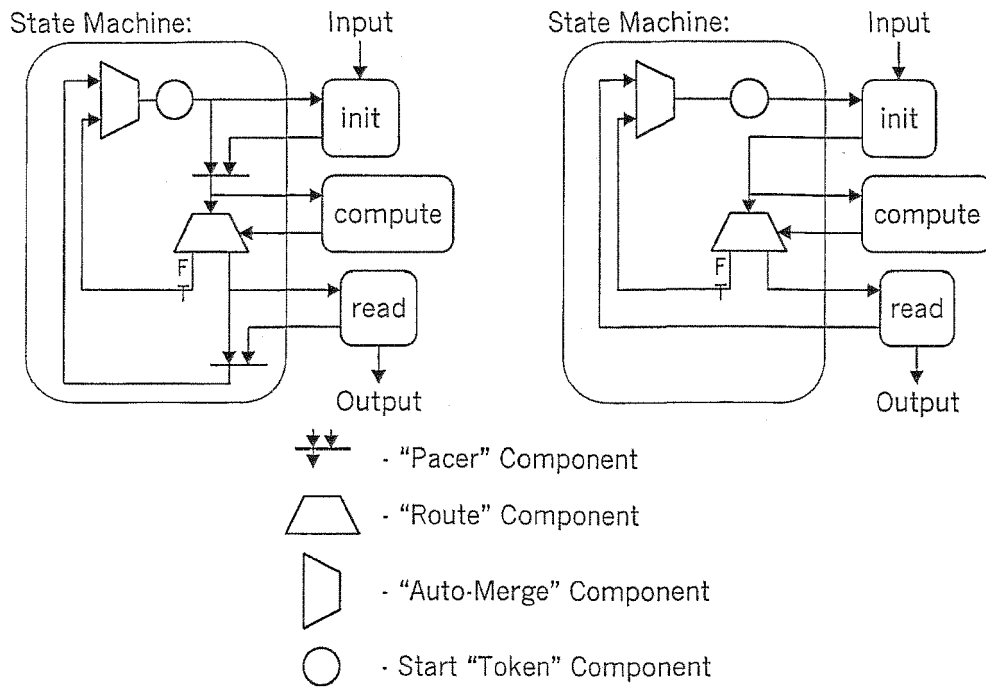 State Machine:
Input
State Machine:
Input
init
init
compute
compute
F
F
read
read
Output
Output
- "Pacer" Component
- "Route" Component
- "Auto-Merge" Component
- Start "Token" Component